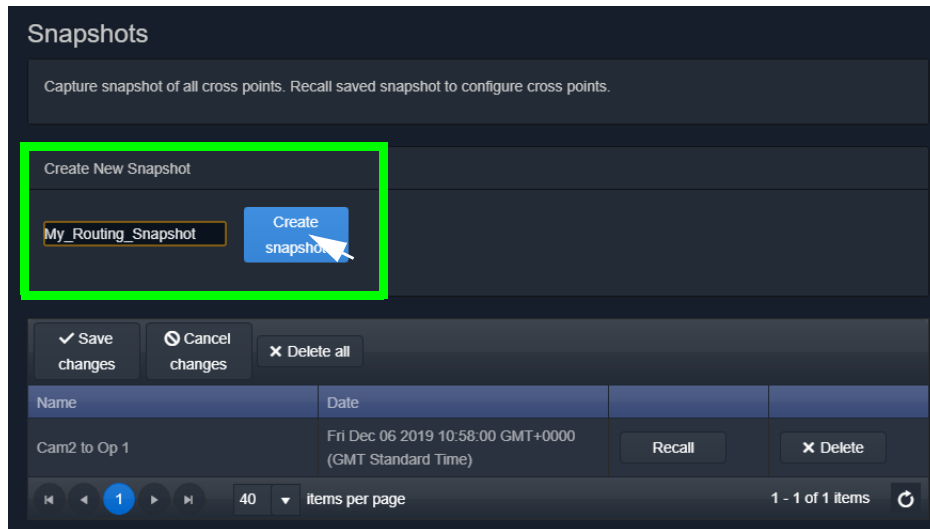 Snapshots
Capture snapshot of all cross points. Recall saved snapshot to configure cross points.
Create New Snapshot
My_Routing_Snapshot
Create
snapshot
Save
changes
Cancel
changes
Delete all
Name Date
Cam2 to Op 1
Fri Dec 06 2019 10:58:00 GMT+0000
(GMT Standard Time)
Recall
Delete
1 40 items per page 1 - 1 of 1 items